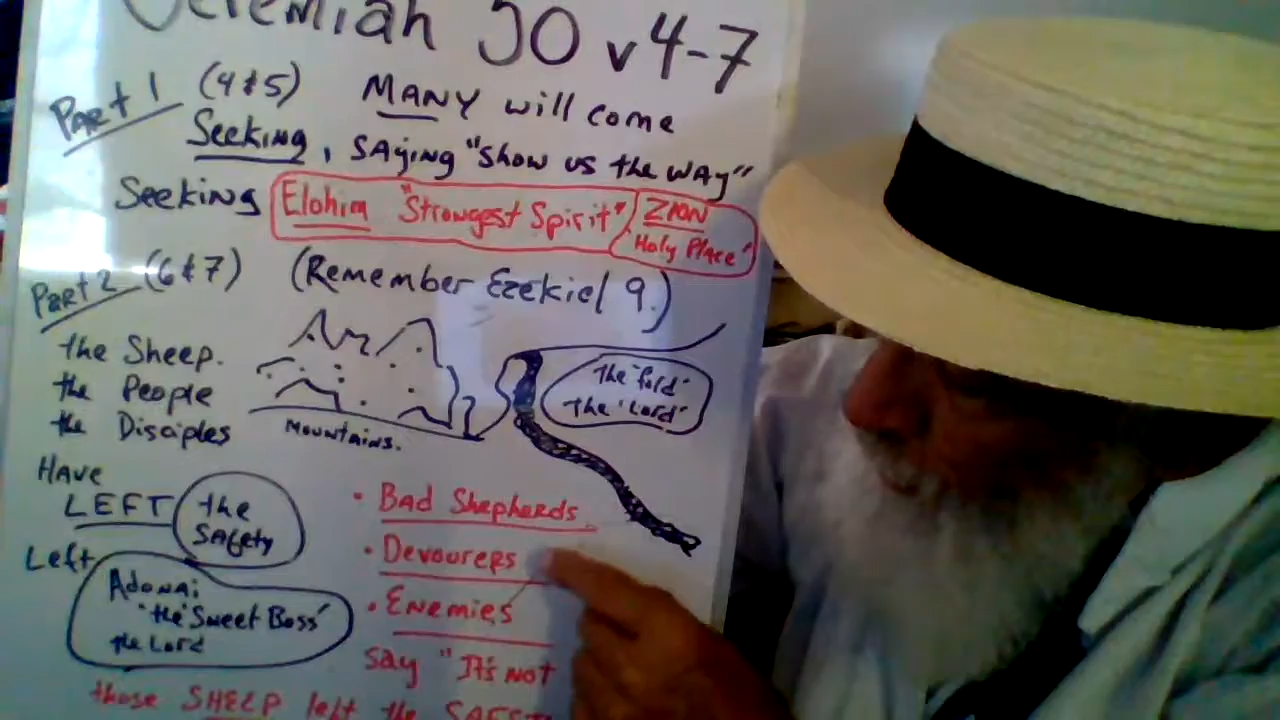 Jeremiah 50 v 4-7
Part 1 (4 & 5) MANY will come
Seeking, saying "show us the way"
Seeking Elohim "Strongest Spirit" ZION
"Holy Place"
Part 2 (6 & 7) (Remember Ezekiel 9.)
the Sheep.
the People
the Disciples
Mountains.
The "fold"
the "Lord"
Have
LEFT the
Safety
Left
Adonai
"the" Sweet Boss"
the Lord
• Bad Shepherds
• Devourers
• Enemies
say "It's not
those SHEEP left the